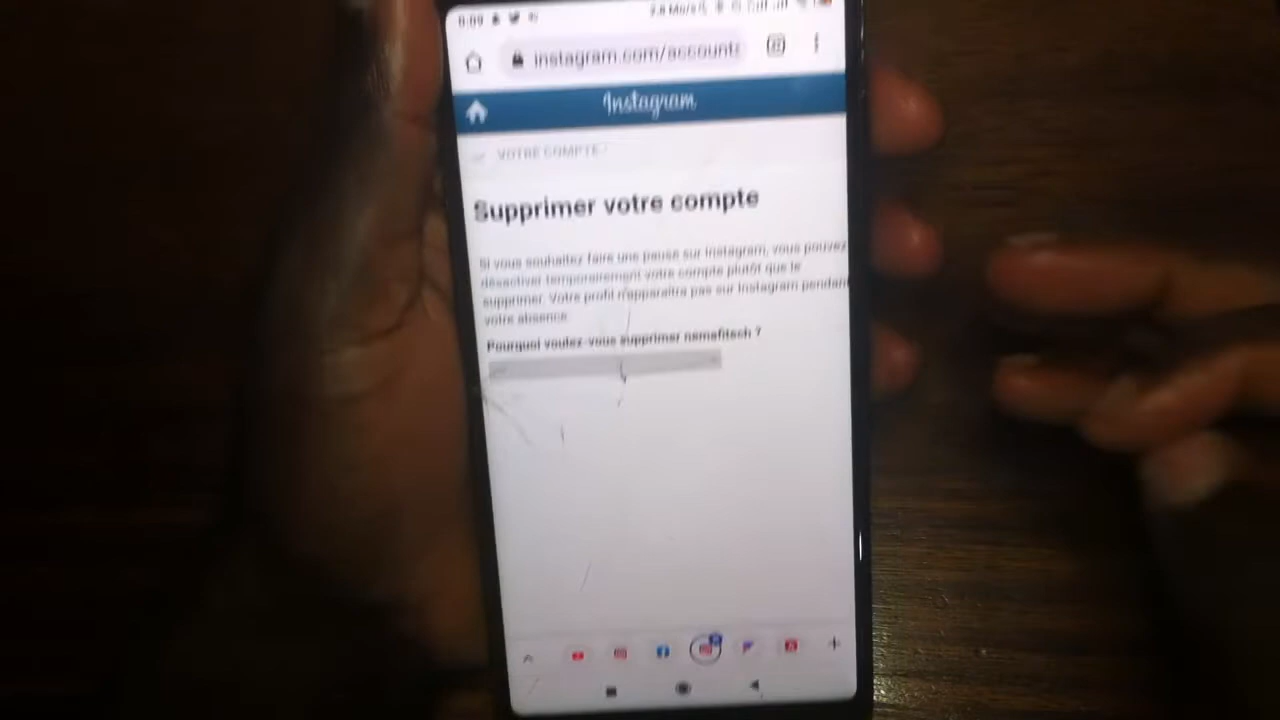 instagram.com/accounts
Instagram
VOTRE COMPTE
Supprimer votre compte
Si vous souhaitez faire une pause sur Instagram, vous pouvez
désactiver temporairement votre compte plutôt que le
supprimer. Votre profil n'apparaîtra pas sur Instagram pendant
votre absence.
Pourquoi voulez-vous supprimer nemafitech ?